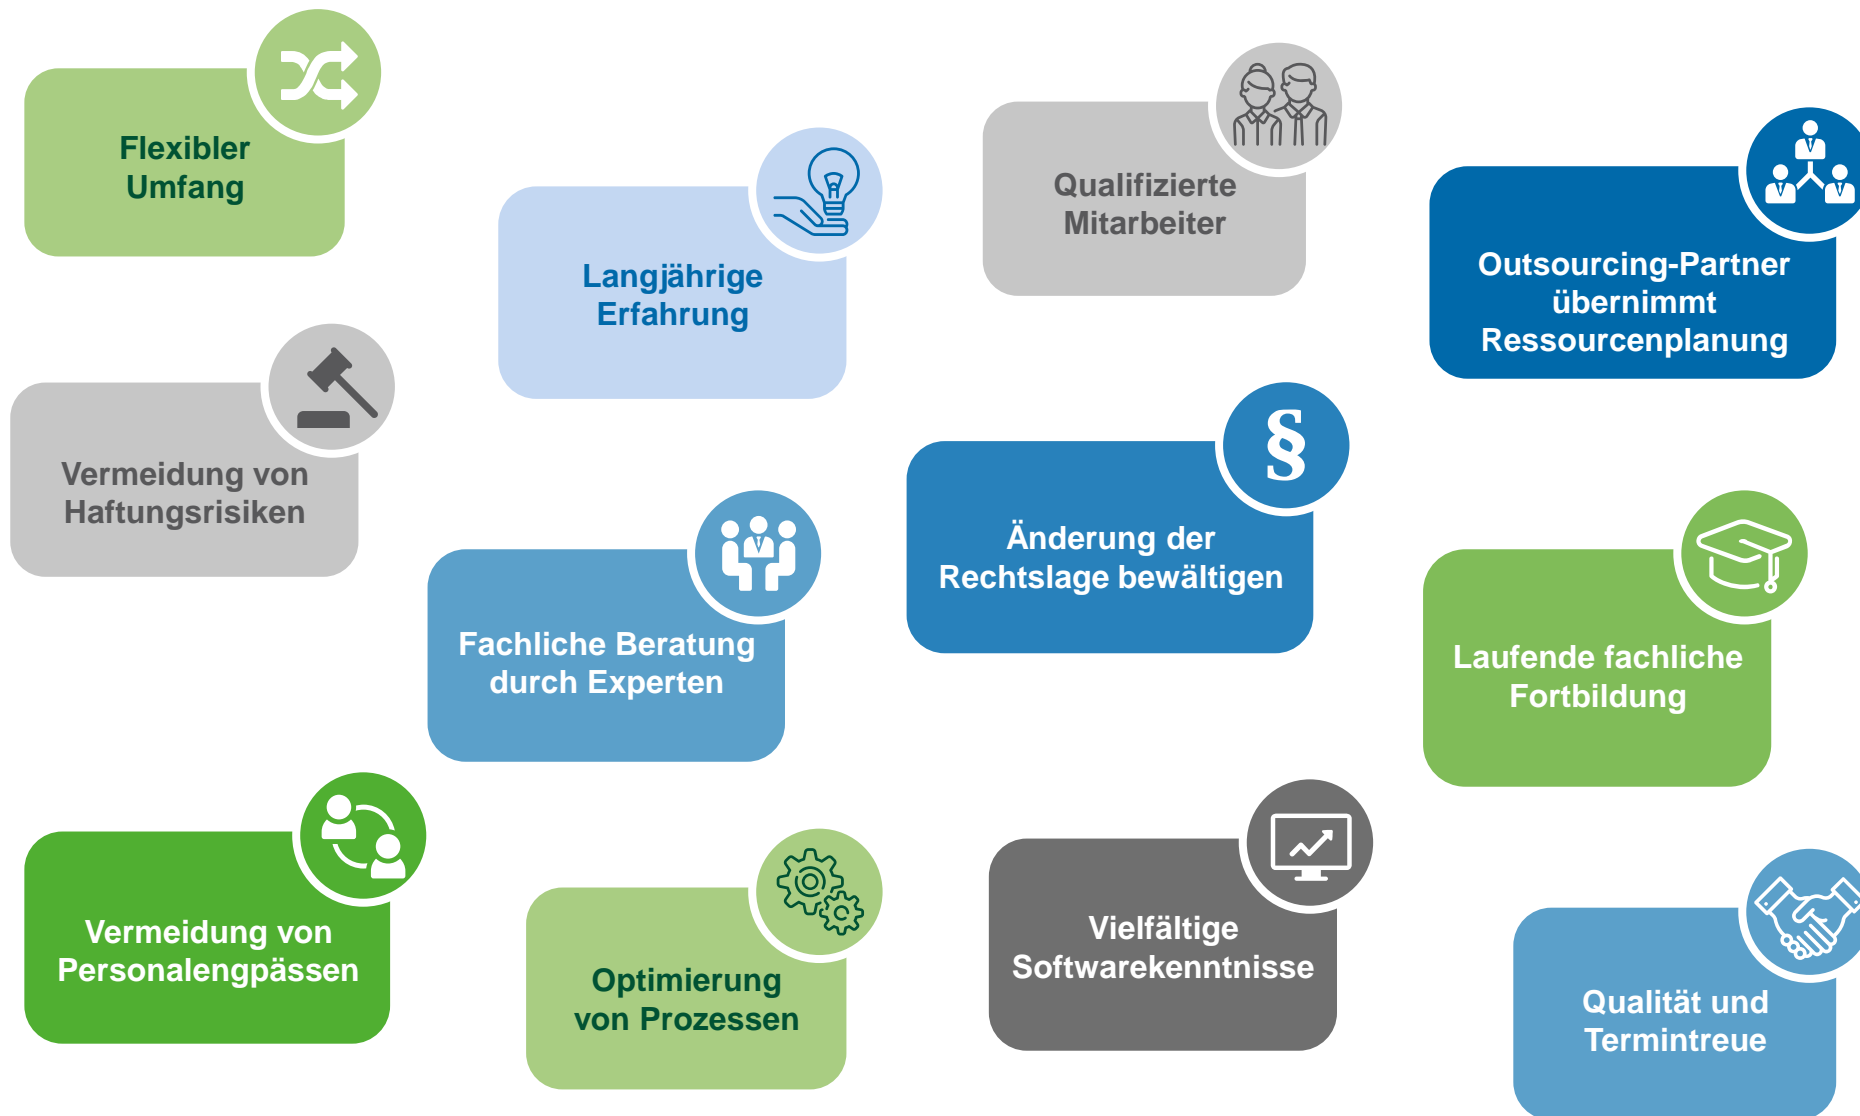 Flexibler
Umfang
Langjährige
Erfahrung
Qualifizierte
Mitarbeiter
Outsourcing-Partner
übernimmt
Ressourcenplanung
Vermeidung von
Haftungsrisiken
Fachliche Beratung
durch Experten
§
Änderung der
Rechtslage bewältigen
Laufende fachliche
Fortbildung
Vermeidung von
Personalengpässen
Optimierung
von Prozessen
Vielfältige
Softwarekenntnisse
Qualität und
Termintreue